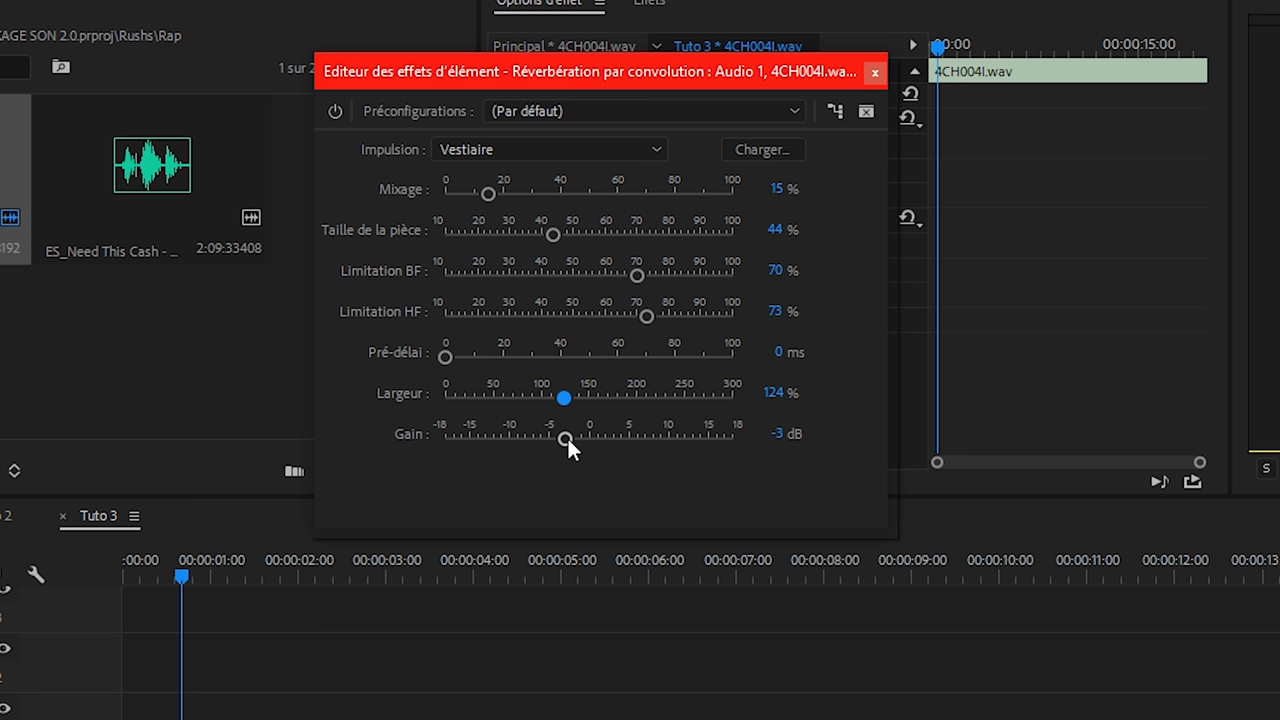 Options d'effet
Effets
KAGE SON 2.0.prproj\Rushs\Rap
Principal * 4CH004I.wav
Tuto 3 * 4CH004I.wav
00:00
00:00:15:00
1 sur 2
4CH004I.wav
Editeur des effets d'élément - Réverbération par convolution : Audio 1, 4CH004I.wa...
x
Préconfigurations :
(Par défaut)
Impulsion :
Vestiaire
Charger...
0 20 40 60 80 100
Mixage :
15 %
10 20 30 40 50 60 70 80 90 100
Taille de la pièce :
44 %
10 20 30 40 50 60 70 80 90 100
Limitation BF :
70 %
10 20 30 40 50 60 70 80 90 100
Limitation HF :
73 %
0 20 40 60 80 100
Pré-délai :
0 ms
0 50 100 150 200 250 300
Largeur :
124 %
-18 -15 -10 -5 0 5 10 15 18
Gain :
-3 dB
8192
ES_Need This Cash - ...
2:09:33408
S
o 2
× Tuto 3
:00:00 00:00:01:00 00:00:02:00 00:00:03:00 00:00:04:00 00:00:05:00 00:00:06:00 00:00:07:00 00:00:08:00 00:00:09:00 00:00:10:00 00:00:11:00 00:00:12:00 00:00:13
3
2